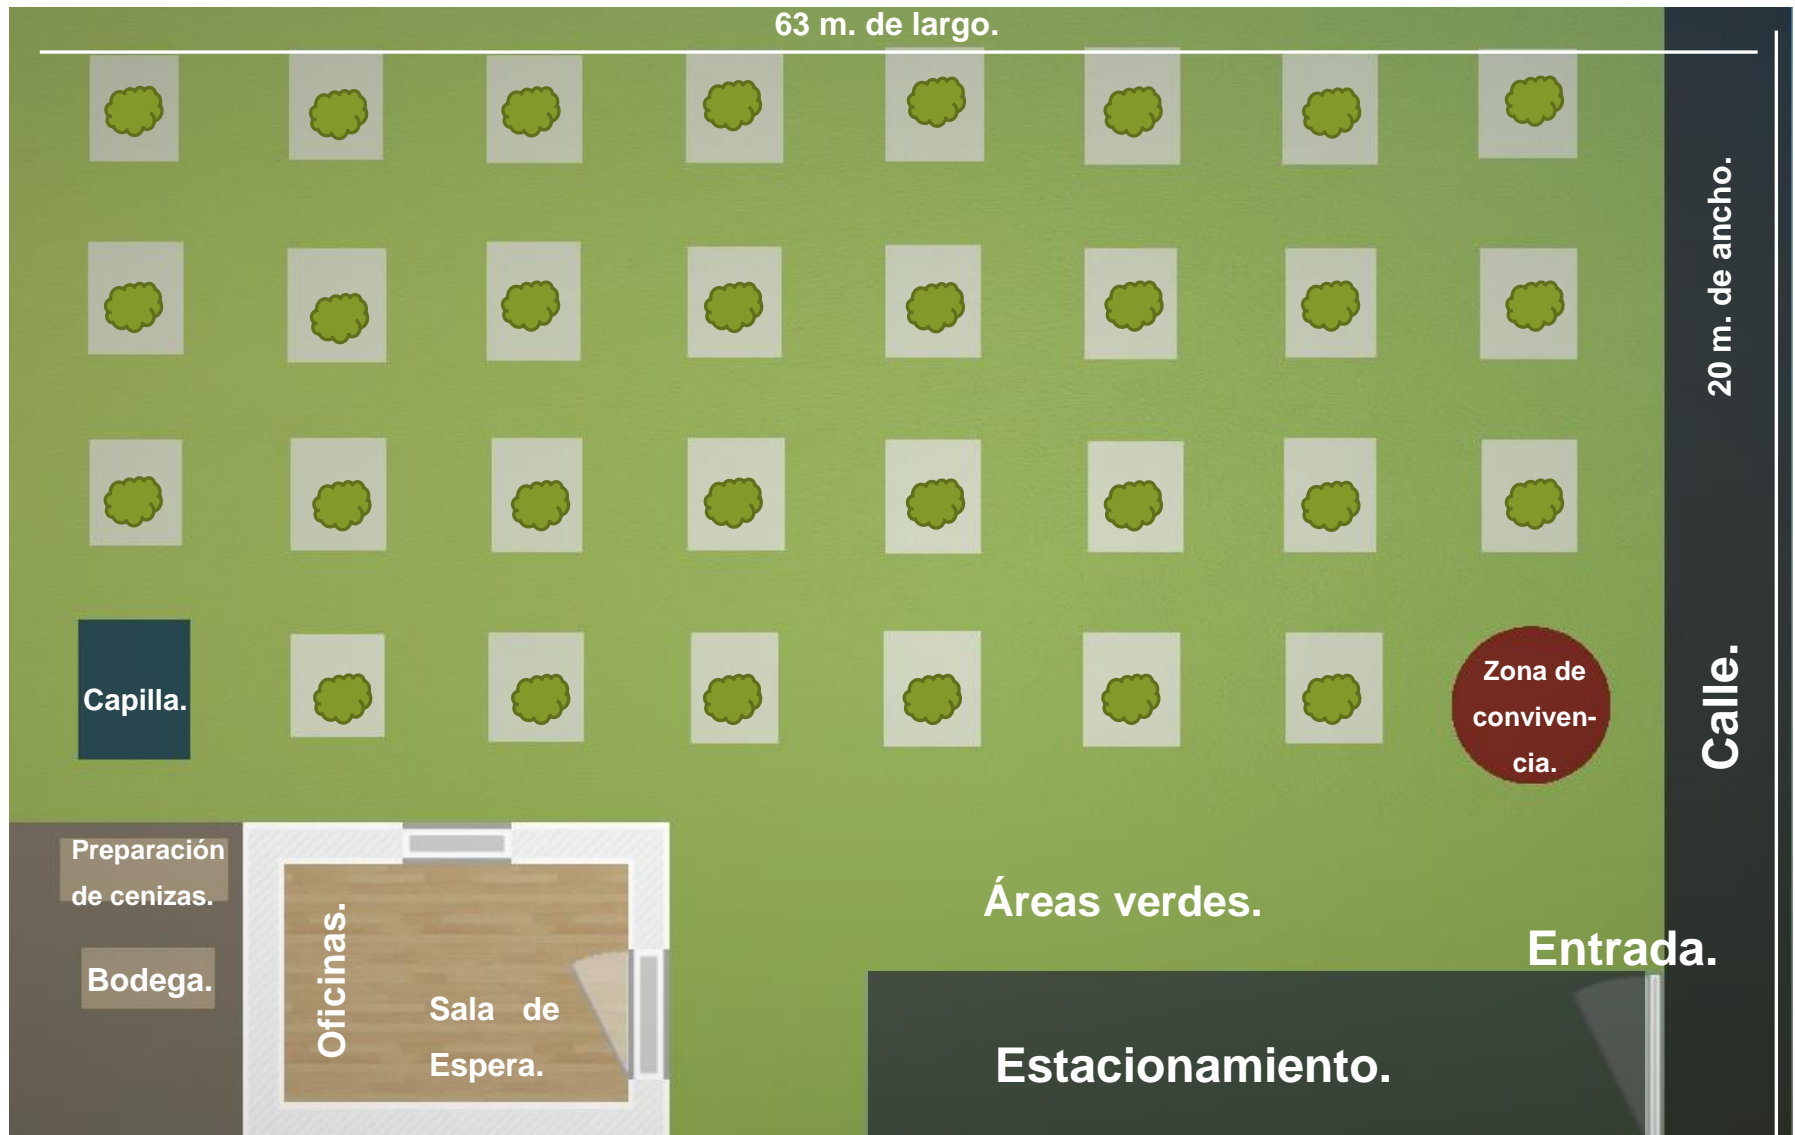 63 m. de largo.
20 m. de ancho.
Capilla.
Zona de
conviven-
cia.
Calle.
Preparación
de cenizas.
Bodega.
Oficinas.
Sala de
Espera.
Áreas verdes.
Entrada.
Estacionamiento.